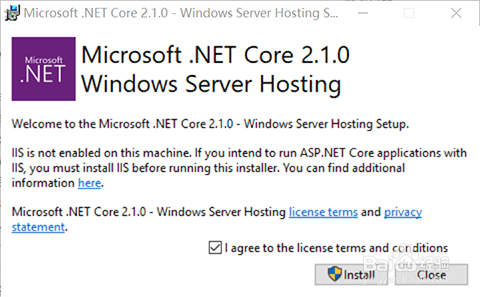 Microsoft .NET Core 2.1.0 - Windows Server Hosting S...
Microsoft
.NET
Microsoft .NET Core 2.1.0
Windows Server Hosting
Welcome to the Microsoft .NET Core 2.1.0 - Windows Server Hosting Setup.
IIS is not enabled on this machine. If you intend to run ASP.NET Core applications with
IIS, you must install IIS before running this installer. You can find additional
information here.
Microsoft .NET Core 2.1.0 - Windows Server Hosting license terms and privacy
statement.
I agree to the license terms and conditions
Install
Close